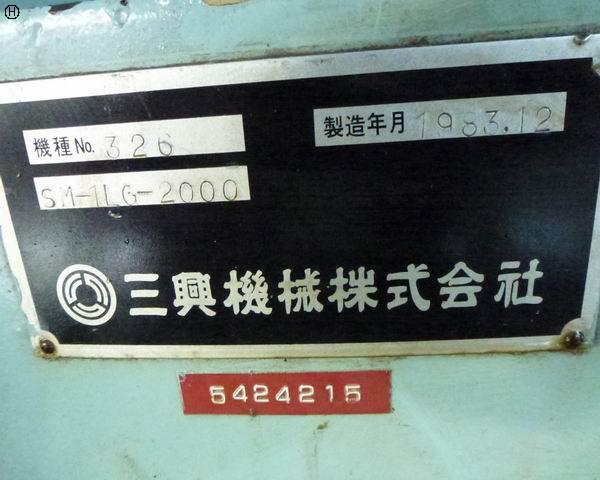 H
機種No. 326
製造年月 1983.12
SM-1LG-2000
三興機械株式会社
5424215